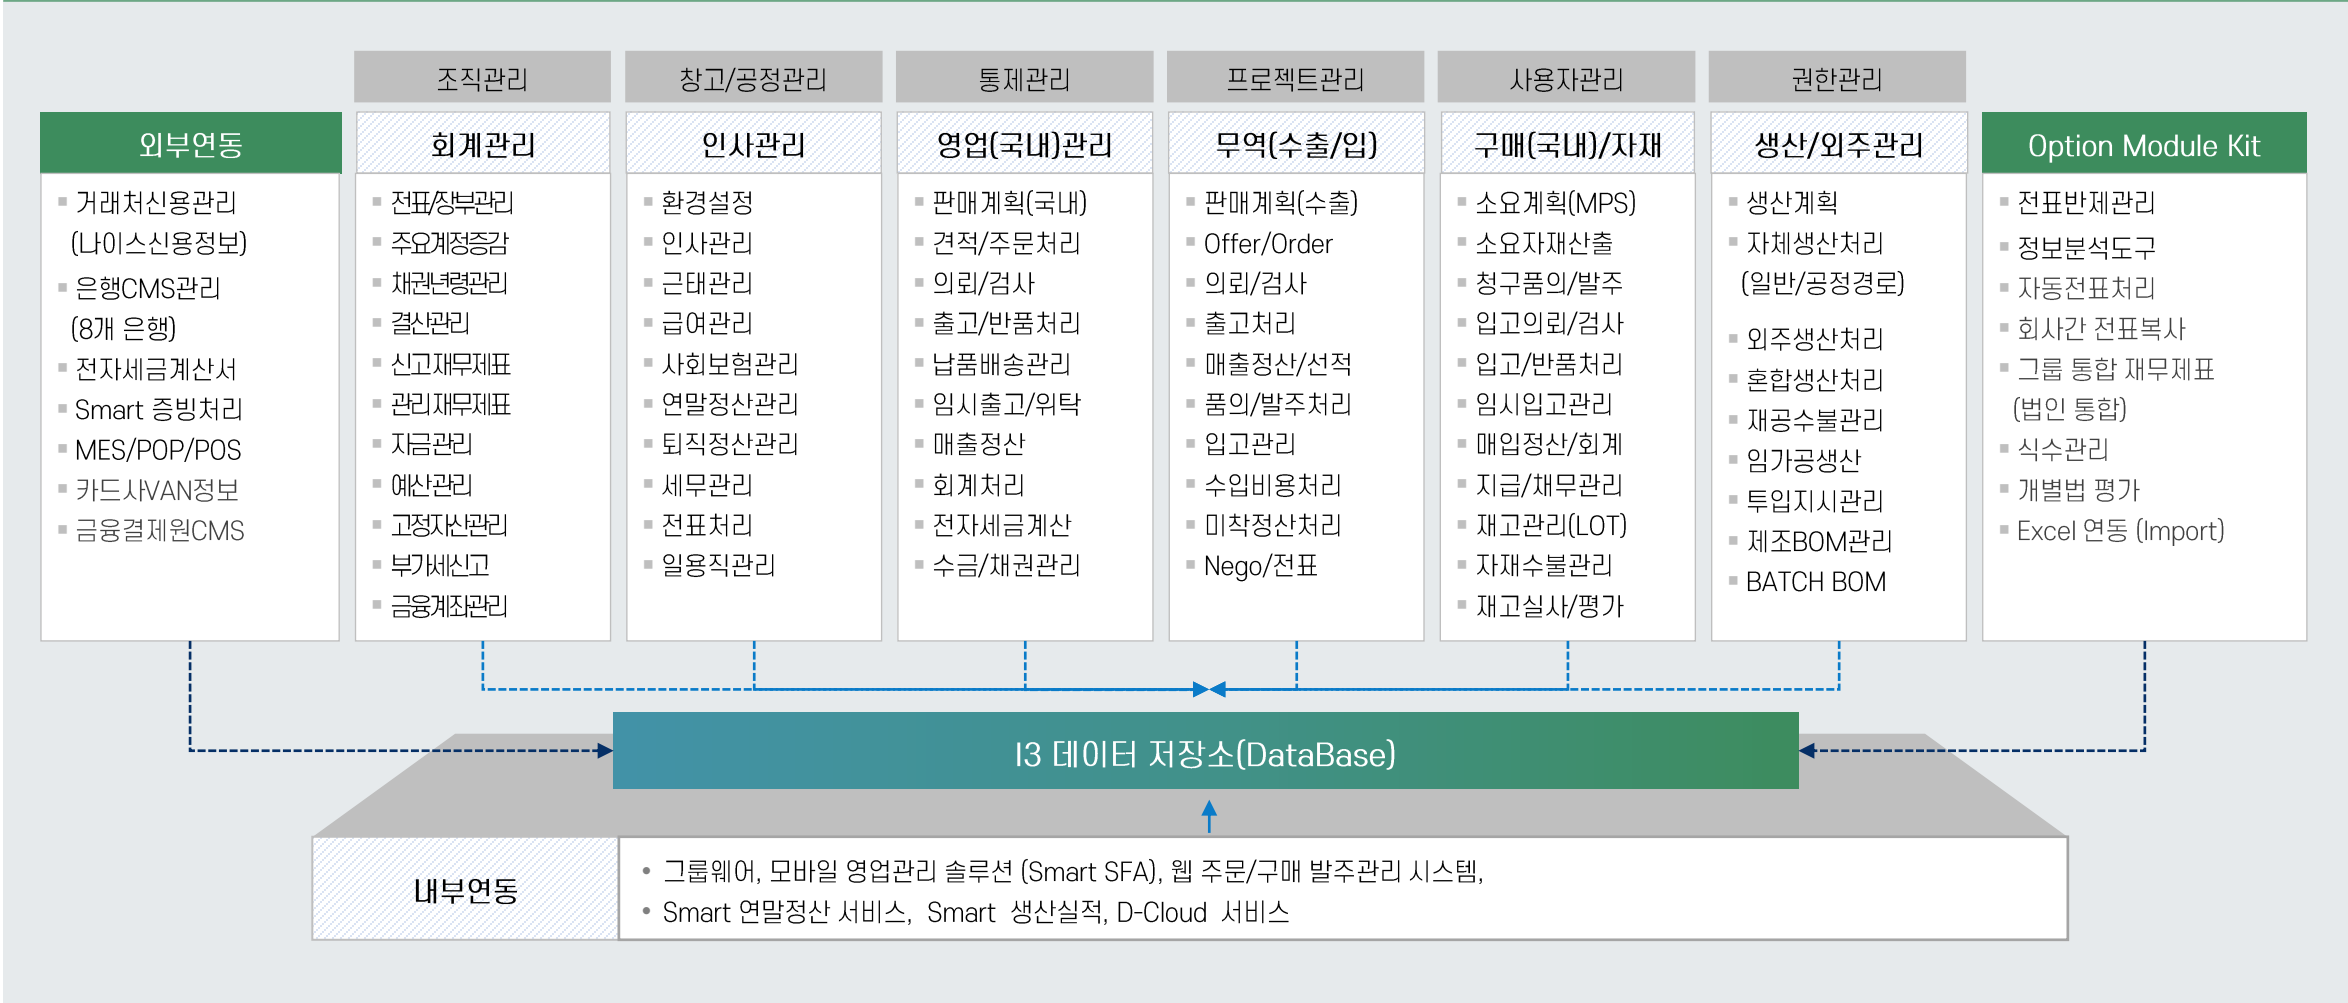 조직관리
창고/공정관리
통제관리
프로젝트관리
사용자관리
권한관리
외부연동
거래처신용관리
(나이스신용정보)
은행CMS관리
(8개 은행)
전자세금계산서
Smart 증빙처리
MES/POP/POS
카드사VAN정보
금융결제원CMS
회계관리
전표/장부관리
주요계정증감
채권년령관리
결산관리
신고 재무제표
관리 재무제표
자금관리
예산관리
고정자산관리
부가세신고
금융계좌관리
인사관리
환경설정
인사관리
근태관리
급여관리
사회보험관리
연말정산관리
퇴직정산관리
세무관리
전표처리
일용직관리
영업(국내)관리
판매계획(국내)
견적/주문처리
의뢰/검사
출고/반품처리
납품배송관리
임시출고/위탁
매출정산
회계처리
전자세금계산
수금/채권관리
무역(수출/입)
판매계획(수출)
Offer/Order
의뢰/검사
출고처리
매출정산/선적
품의/발주처리
입고관리
수입비용처리
미착정산처리
Nego/전표
구매(국내)/자재
소요계획(MPS)
소요자재산출
청구품의/발주
입고의뢰/검사
입고/반품처리
임시입고관리
매입정산/회계
지급/채무관리
재고관리(LOT)
자재수불관리
재고실사/평가
생산/외주관리
생산계획
자체생산처리
(일반/공정경로)
외주생산처리
혼합생산처리
재공수불관리
임가공생산
투입지시관리
제조BOM관리
BATCH BOM
Option Module Kit
전표반제관리
정보분석도구
자동전표처리
회사간 전표복사
그룹 통합 재무제표
(법인 통합)
식수관리
개별법 평가
Excel 연동 (Import)
I3 데이터 저장소(DataBase)
내부연동
• 그룹웨어, 모바일 영업관리 솔루션 (Smart SFA), 웹 주문/구매 발주관리 시스템,
• Smart 연말정산 서비스, Smart 생산실적, D-Cloud 서비스